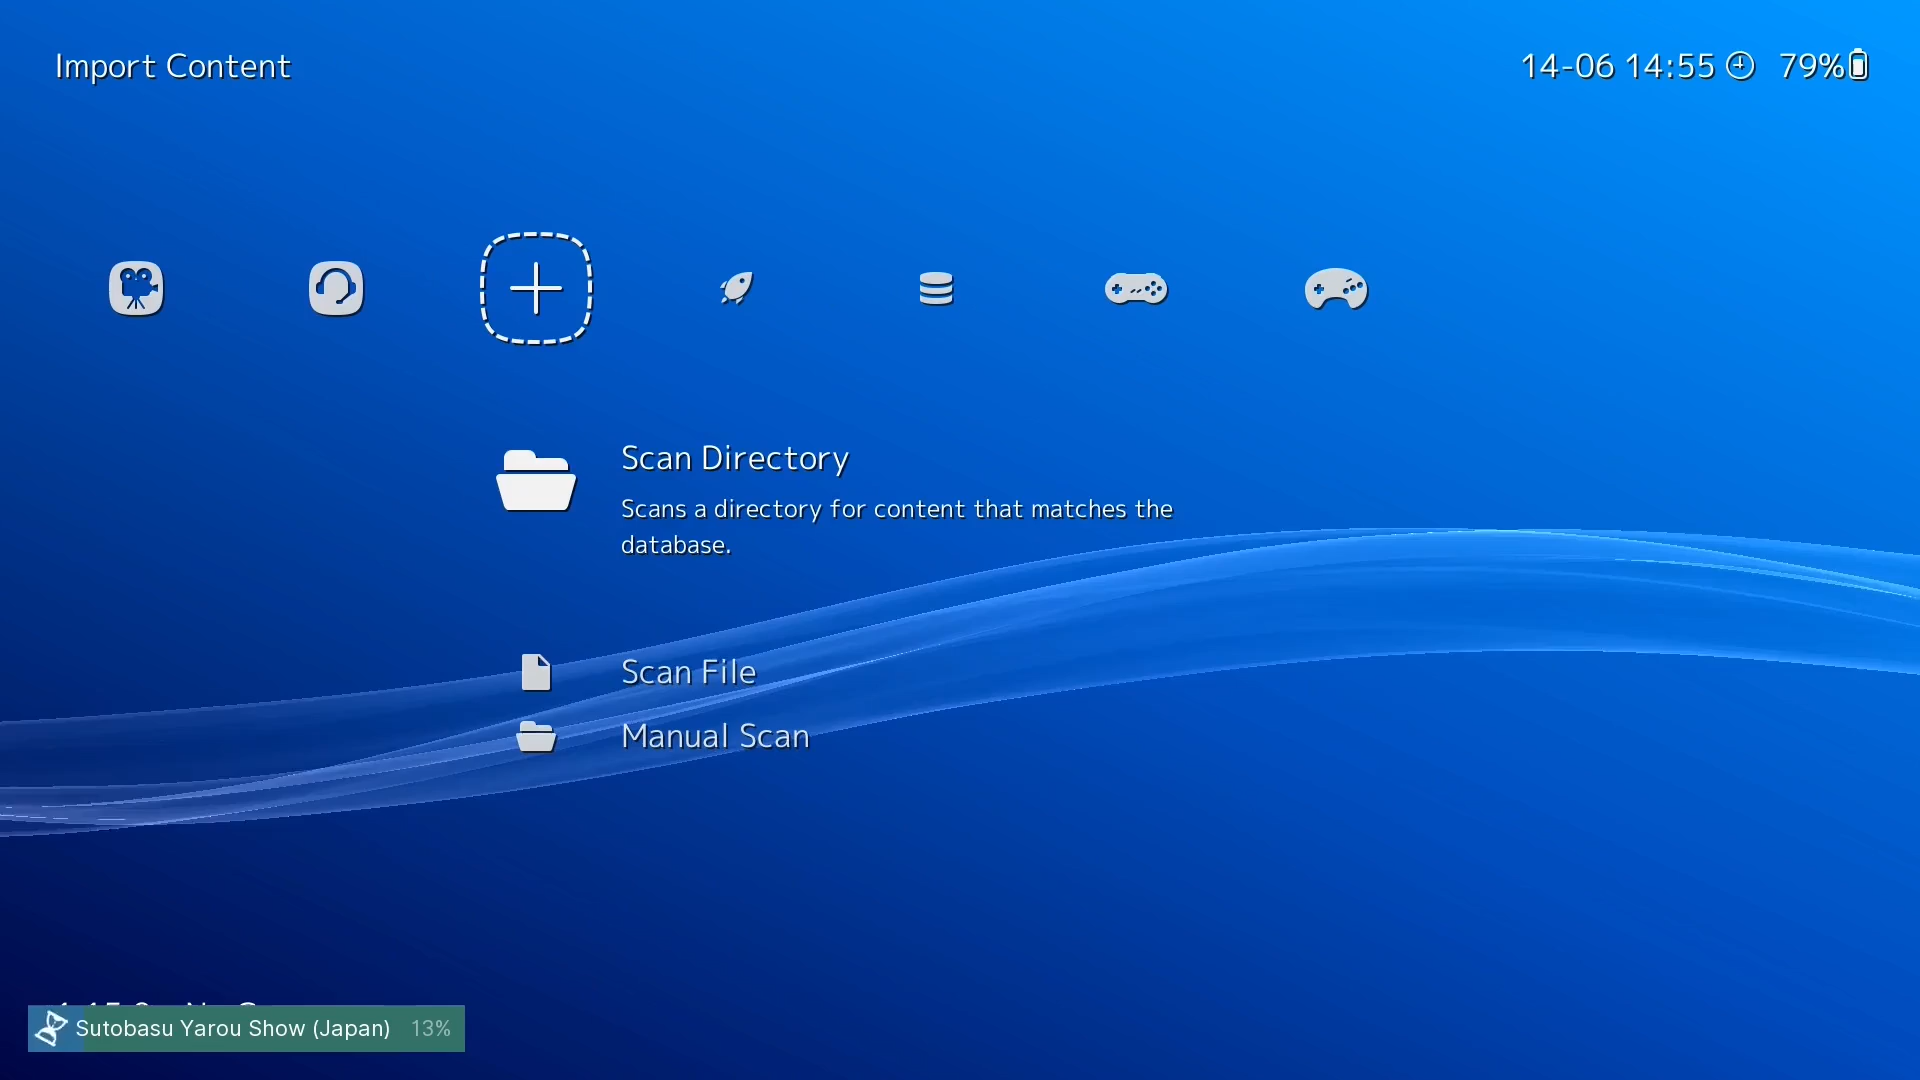 Import Content
14-06 14:55 79%
Scan Directory
Scans a directory for content that matches the
database.
Scan File
Manual Scan
Sutobasu Yarou Show (Japan) 13%